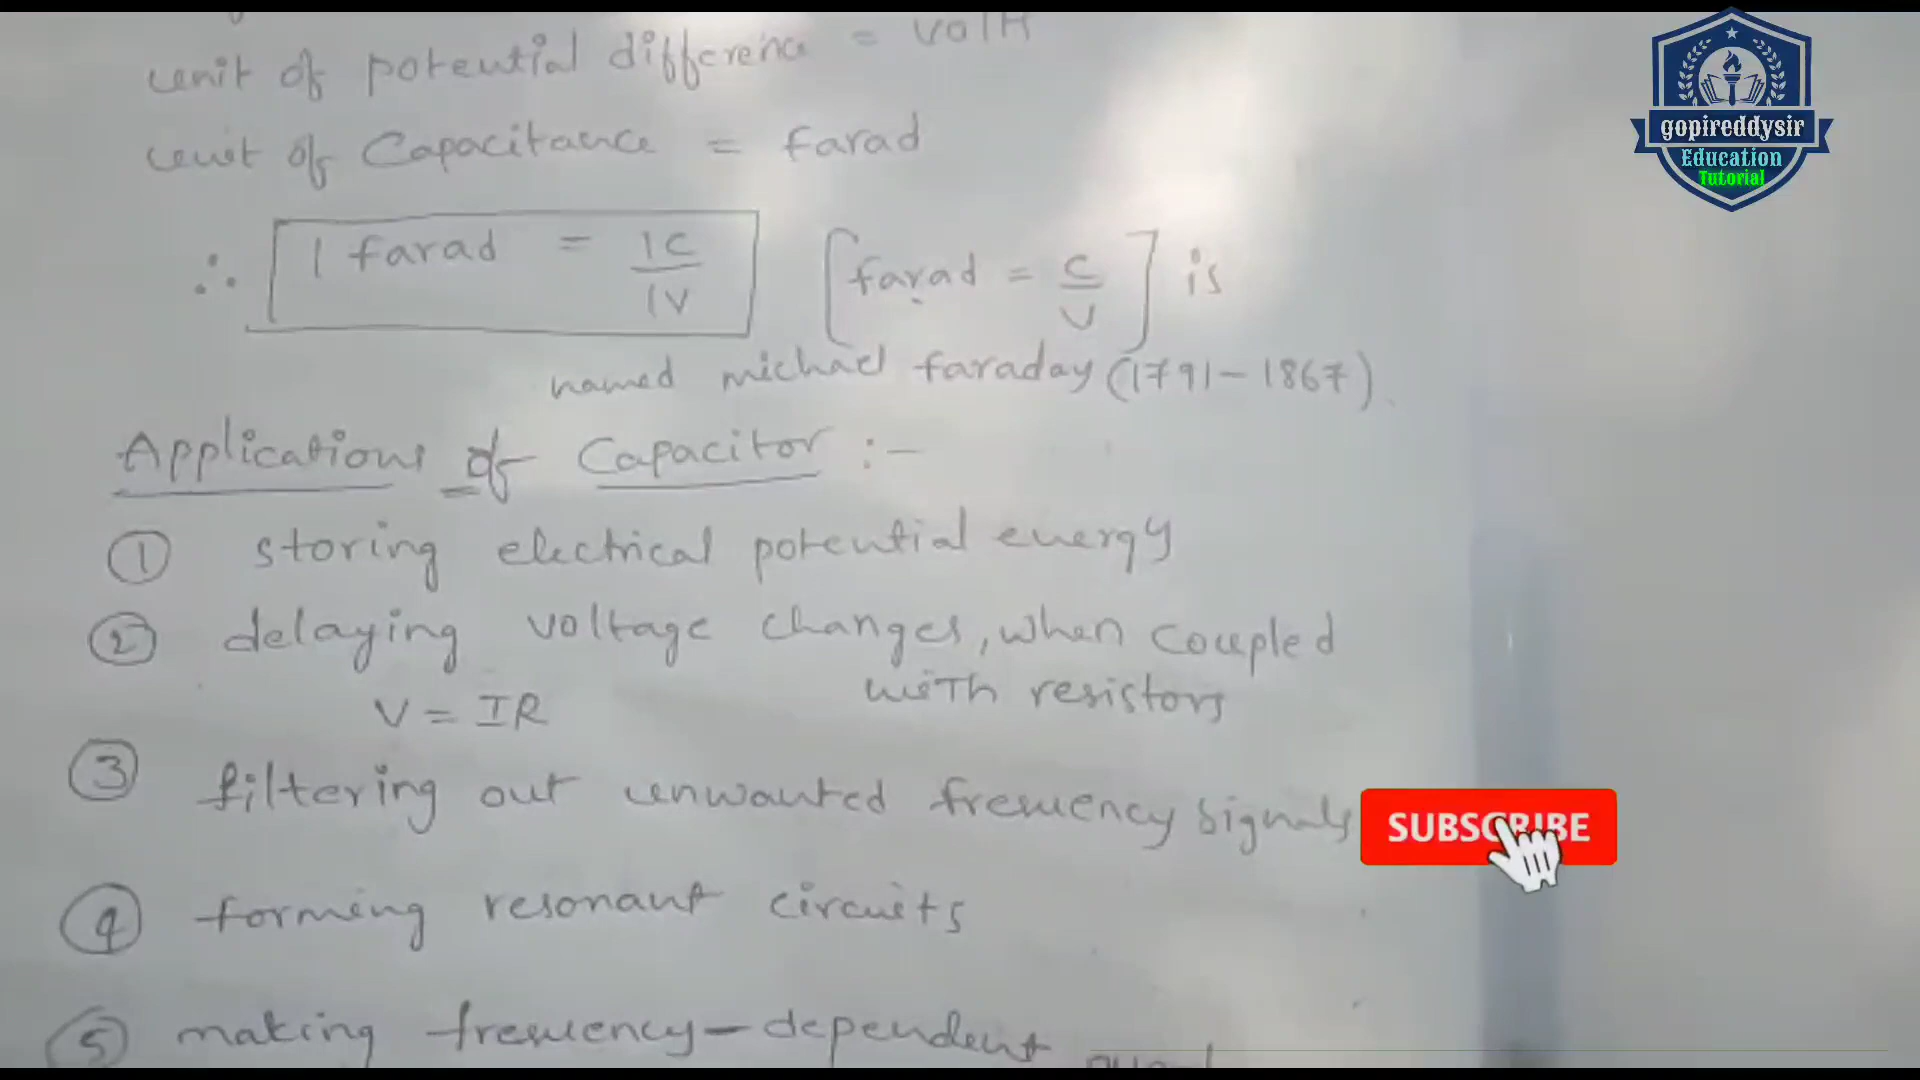 unit of potential difference = volt
unit of Capacitance = farad
∴ 1 farad = 1C/1V [farad = C/V] is
named michael faraday (1791-1867).
Applications of Capacitor :-
① storing electrical potential energy
② delaying voltage changes, when coupled
with resistors
V = IR
③ filtering out unwanted frequency signals
④ forming resonant circuits
⑤ making frequency-dependent
gopireddysir
Education
Tutorial
SUBSCRIBE